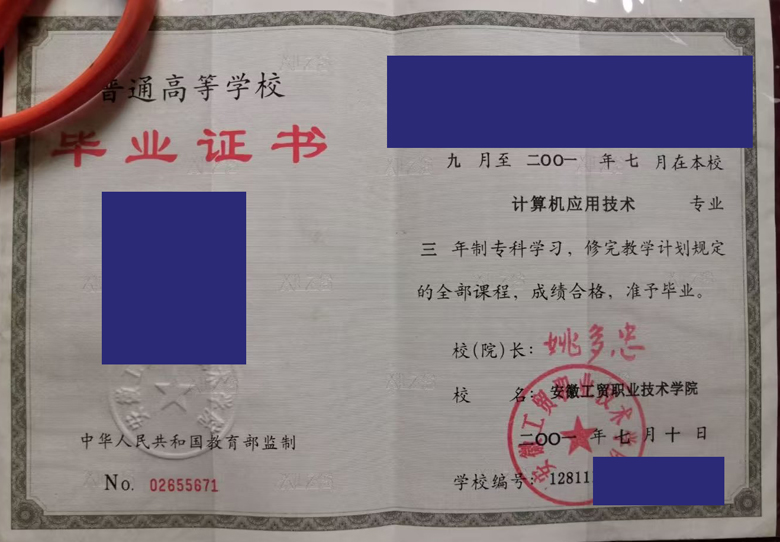 普通高等学校
毕业证书
中华人民共和国教育部监制
No. 02655671
九 月至 二〇〇一 年 七 月在本校
计算机应用技术 专业
三 年制专科学习，修完教学计划规定
的全部课程，成绩合格，准予毕业。
校(院)长：姚多忠
校 名：安徽工贸职业技术学院
二〇〇一 年 七 月 十 日
学校编号：12811